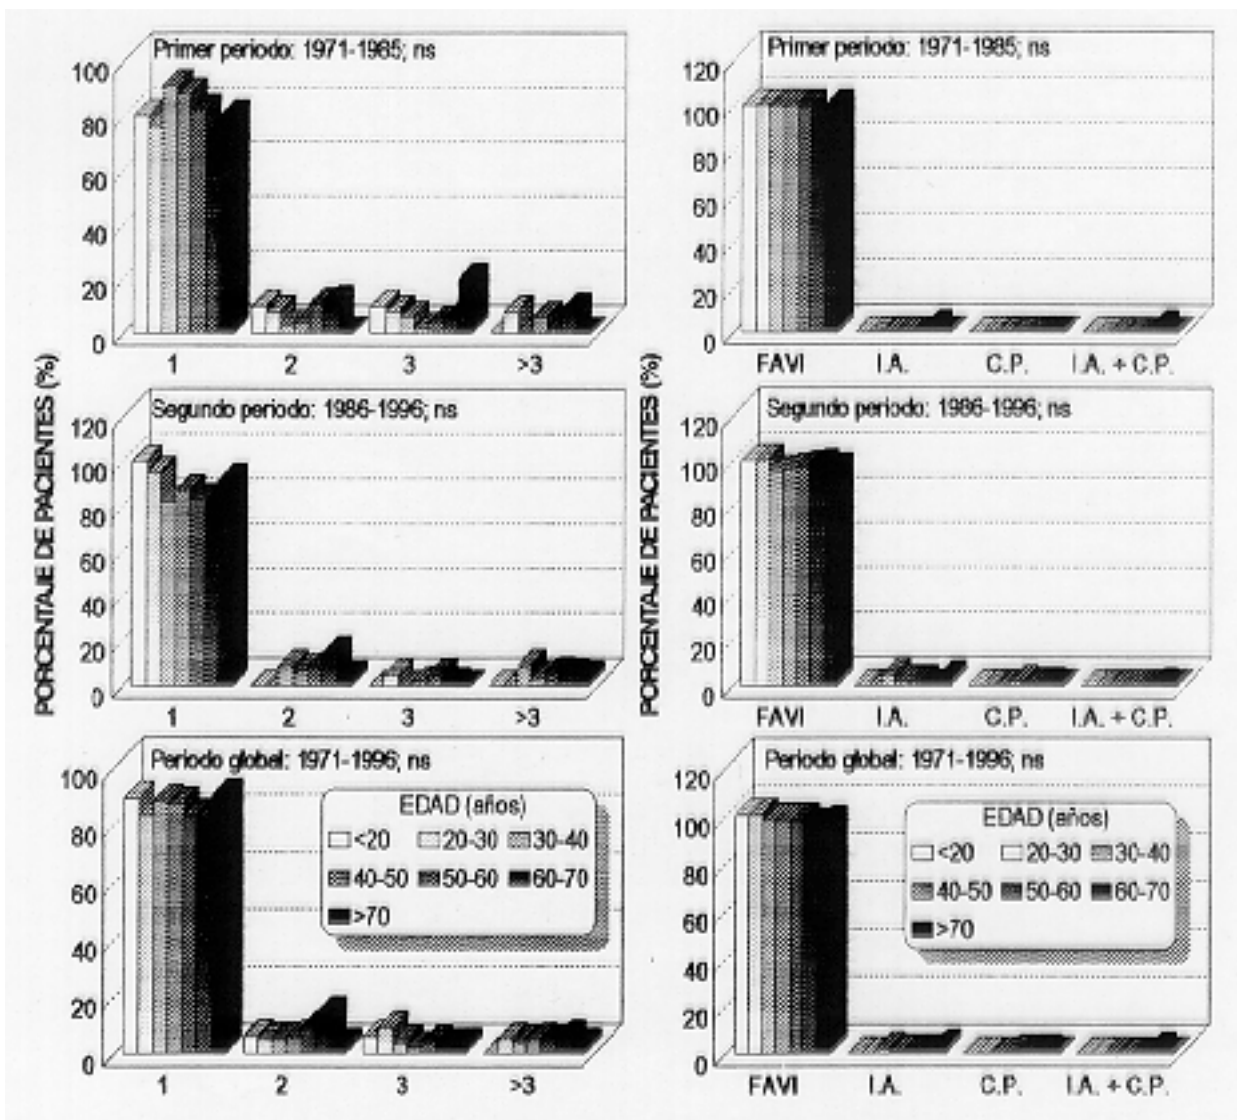 Primer periodo: 1971-1985; ns
100
80
60
40
20
0
1 2 3 >3
Primer periodo: 1971-1985; ns
120
100
80
60
40
20
0
FAVI I.A. C.P. I.A. + C.P.
PORCENTAJE DE PACIENTES (%)
Segundo periodo: 1986-1996; ns
120
100
80
60
40
20
0
1 2 3 >3
PORCENTAJE DE PACIENTES (%)
Segundo periodo: 1986-1996; ns
120
100
80
60
40
20
0
FAVI I.A. C.P. I.A. + C.P.
Periodo global: 1971-1996; ns
100
80
60
40
20
0
EDAD (años)
<20 20-30 30-40
40-50 50-60 60-70
>70
1 2 3 >3
Periodo global: 1971-1996; ns
120
100
80
60
40
20
0
EDAD (años)
<20 20-30 30-40
40-50 50-60 60-70
>70
FAVI I.A. C.P. I.A. + C.P.